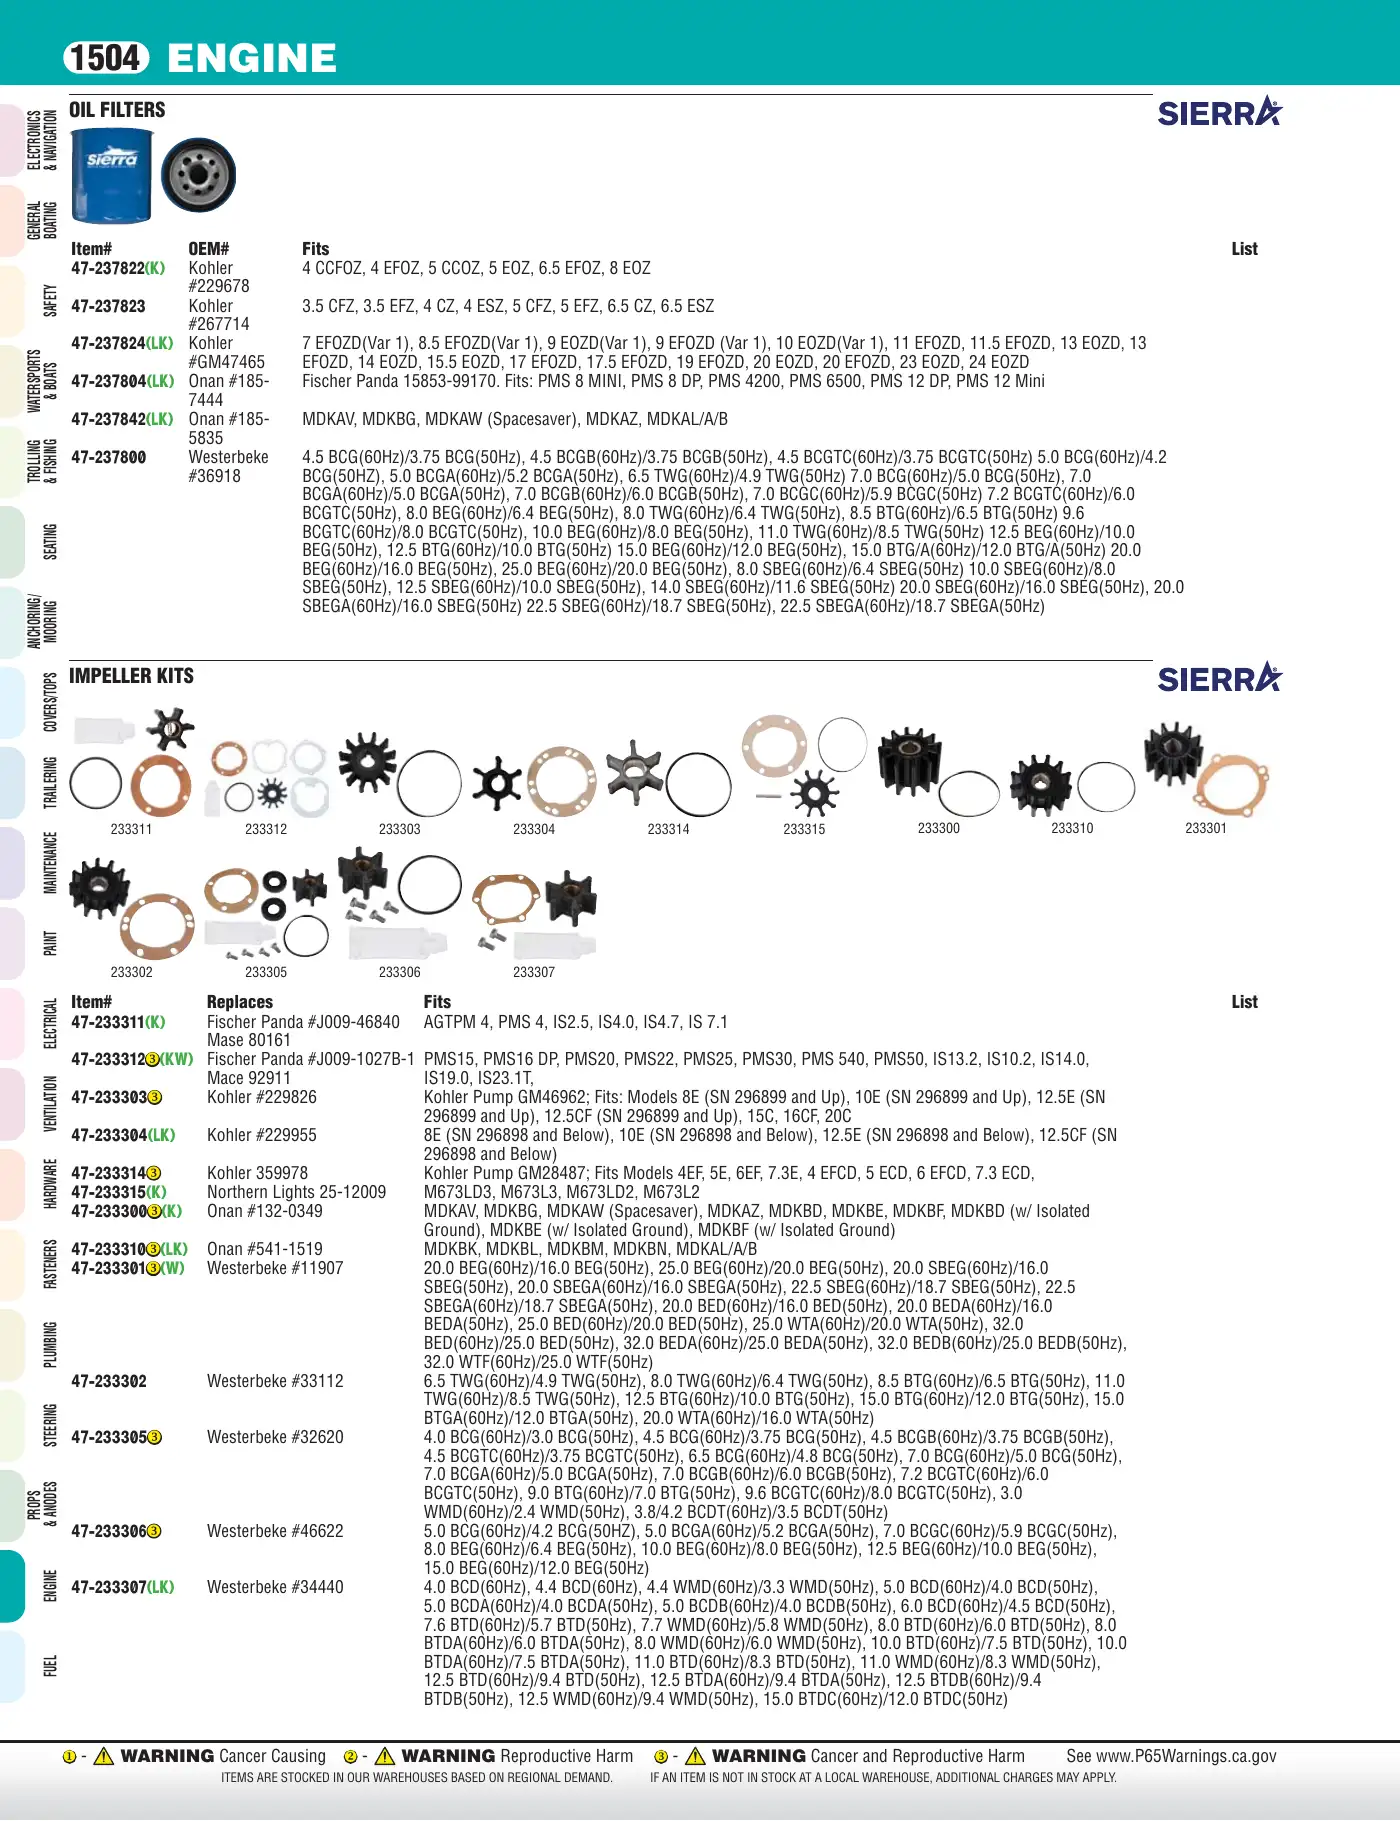 1504 ENGINE
OIL FILTERS
SIERRA
sierra
Item# OEM# Fits List
47-237822(K) Kohler #229678 4 CCFOZ, 4 EFOZ, 5 CCOZ, 5 EOZ, 6.5 EFOZ, 8 EOZ
47-237823 Kohler #267714 3.5 CFZ, 3.5 EFZ, 4 CZ, 4 ESZ, 5 CFZ, 5 EFZ, 6.5 CZ, 6.5 ESZ
47-237824(LK) Kohler #GM47465 7 EFOZD(Var 1), 8.5 EFOZD(Var 1), 9 EOZD(Var 1), 9 EFOZD (Var 1), 10 EOZD(Var 1), 11 EFOZD, 11.5 EFOZD, 13 EOZD, 13
EFOZD, 14 EOZD, 15.5 EOZD, 17 EFOZD, 17.5 EFOZD, 19 EFOZD, 20 EOZD, 20 EFOZD, 23 EOZD, 24 EOZD
47-237804(LK) Onan #185-7444 Fischer Panda 15853-99170. Fits: PMS 8 MINI, PMS 8 DP, PMS 4200, PMS 6500, PMS 12 DP, PMS 12 Mini
47-237842(LK) Onan #185-5835 MDKAV, MDKBG, MDKAW (Spacesaver), MDKAZ, MDKAL/A/B
47-237800 Westerbeke #36918 4.5 BCG(60Hz)/3.75 BCG(50Hz), 4.5 BCGB(60Hz)/3.75 BCGB(50Hz), 4.5 BCGTC(60Hz)/3.75 BCGTC(50Hz) 5.0 BCG(60Hz)/4.2
BCG(50HZ), 5.0 BCGA(60Hz)/5.2 BCGA(50Hz), 6.5 TWG(60Hz)/4.9 TWG(50Hz) 7.0 BCG(60Hz)/5.0 BCG(50Hz), 7.0
BCGA(60Hz)/5.0 BCGA(50Hz), 7.0 BCGB(60Hz)/6.0 BCGB(50Hz), 7.0 BCGC(60Hz)/5.9 BCGC(50Hz) 7.2 BCGTC(60Hz)/6.0
BCGTC(50Hz), 8.0 BEG(60Hz)/6.4 BEG(50Hz), 8.0 TWG(60Hz)/6.4 TWG(50Hz), 8.5 BTG(60Hz)/6.5 BTG(50Hz) 9.6
BCGTC(60Hz)/8.0 BCGTC(50Hz), 10.0 BEG(60Hz)/8.0 BEG(50Hz), 11.0 TWG(60Hz)/8.5 TWG(50Hz) 12.5 BEG(60Hz)/10.0
BEG(50Hz), 12.5 BTG(60Hz)/10.0 BTG(50Hz) 15.0 BEG(60Hz)/12.0 BEG(50Hz), 15.0 BTG/A(60Hz)/12.0 BTG/A(50Hz) 20.0
BEG(60Hz)/16.0 BEG(50Hz), 25.0 BEG(60Hz)/20.0 BEG(50Hz), 8.0 SBEG(60Hz)/6.4 SBEG(50Hz) 10.0 SBEG(60Hz)/8.0
SBEG(50Hz), 12.5 SBEG(60Hz)/10.0 SBEG(50Hz), 14.0 SBEG(60Hz)/11.6 SBEG(50Hz) 20.0 SBEG(60Hz)/16.0 SBEG(50Hz), 20.0
SBEGA(60Hz)/16.0 SBEG(50Hz) 22.5 SBEG(60Hz)/18.7 SBEG(50Hz), 22.5 SBEGA(60Hz)/18.7 SBEGA(50Hz)
IMPELLER KITS
SIERRA
233311 233312 233303 233304 233314 233315 233300 233310 233301
233302 233305 233306 233307
Item# Replaces Fits List
47-233311(K) Fischer Panda #J009-46840 AGTPM 4, PMS 4, IS2.5, IS4.0, IS4.7, IS 7.1
Mase 80161
47-233312 3 (KW) Fischer Panda #J009-1027B-1 PMS15, PMS16 DP, PMS20, PMS22, PMS25, PMS30, PMS 540, PMS50, IS13.2, IS10.2, IS14.0,
Mace 92911 IS19.0, IS23.1T,
47-233303 3 Kohler #229826 Kohler Pump GM46962; Fits: Models 8E (SN 296899 and Up), 10E (SN 296899 and Up), 12.5E (SN
296899 and Up), 12.5CF (SN 296899 and Up), 15C, 16CF, 20C
47-233304(LK) Kohler #229955 8E (SN 296898 and Below), 10E (SN 296898 and Below), 12.5E (SN 296898 and Below), 12.5CF (SN
296898 and Below)
47-233314 3 Kohler 359978 Kohler Pump GM28487; Fits Models 4EF, 5E, 6EF, 7.3E, 4 EFCD, 5 ECD, 6 EFCD, 7.3 ECD,
47-233315(K) Northern Lights 25-12009 M673LD3, M673L3, M673LD2, M673L2
47-233300 3 (K) Onan #132-0349 MDKAV, MDKBG, MDKAW (Spacesaver), MDKAZ, MDKBD, MDKBE, MDKBF, MDKBD (w/ Isolated
Ground), MDKBE (w/ Isolated Ground), MDKBF (w/ Isolated Ground)
47-233310 3 (LK) Onan #541-1519 MDKBK, MDKBL, MDKBM, MDKBN, MDKAL/A/B
47-233301 3 (W) Westerbeke #11907 20.0 BEG(60Hz)/16.0 BEG(50Hz), 25.0 BEG(60Hz)/20.0 BEG(50Hz), 20.0 SBEG(60Hz)/16.0
SBEG(50Hz), 20.0 SBEGA(60Hz)/16.0 SBEGA(50Hz), 22.5 SBEG(60Hz)/18.7 SBEG(50Hz), 22.5
SBEGA(60Hz)/18.7 SBEGA(50Hz), 20.0 BED(60Hz)/16.0 BED(50Hz), 20.0 BEDA(60Hz)/16.0
BEDA(50Hz), 25.0 BED(60Hz)/20.0 BED(50Hz), 25.0 WTA(60Hz)/20.0 WTA(50Hz), 32.0
BED(60Hz)/25.0 BED(50Hz), 32.0 BEDA(60Hz)/25.0 BEDA(50Hz), 32.0 BEDB(60Hz)/25.0 BEDB(50Hz),
32.0 WTF(60Hz)/25.0 WTF(50Hz)
47-233302 Westerbeke #33112 6.5 TWG(60Hz)/4.9 TWG(50Hz), 8.0 TWG(60Hz)/6.4 TWG(50Hz), 8.5 BTG(60Hz)/6.5 BTG(50Hz), 11.0
TWG(60Hz)/8.5 TWG(50Hz), 12.5 BTG(60Hz)/10.0 BTG(50Hz), 15.0 BTG(60Hz)/12.0 BTG(50Hz), 15.0
BTGA(60Hz)/12.0 BTGA(50Hz), 20.0 WTA(60Hz)/16.0 WTA(50Hz)
47-233305 3 Westerbeke #32620 4.0 BCG(60Hz)/3.0 BCG(50Hz), 4.5 BCG(60Hz)/3.75 BCG(50Hz), 4.5 BCGB(60Hz)/3.75 BCGB(50Hz),
4.5 BCGTC(60Hz)/3.75 BCGTC(50Hz), 6.5 BCG(60Hz)/4.8 BCG(50Hz), 7.0 BCG(60Hz)/5.0 BCG(50Hz),
7.0 BCGA(60Hz)/5.0 BCGA(50Hz), 7.0 BCGB(60Hz)/6.0 BCGB(50Hz), 7.2 BCGTC(60Hz)/6.0
BCGTC(50Hz), 9.0 BTG(60Hz)/7.0 BTG(50Hz), 9.6 BCGTC(60Hz)/8.0 BCGTC(50Hz), 3.0
WMD(60Hz)/2.4 WMD(50Hz), 3.8/4.2 BCDT(60Hz)/3.5 BCDT(50Hz)
47-233306 3 Westerbeke #46622 5.0 BCG(60Hz)/4.2 BCG(50HZ), 5.0 BCGA(60Hz)/5.2 BCGA(50Hz), 7.0 BCGC(60Hz)/5.9 BCGC(50Hz),
8.0 BEG(60Hz)/6.4 BEG(50Hz), 10.0 BEG(60Hz)/8.0 BEG(50Hz), 12.5 BEG(60Hz)/10.0 BEG(50Hz),
15.0 BEG(60Hz)/12.0 BEG(50Hz)
47-233307(LK) Westerbeke #34440 4.0 BCD(60Hz), 4.4 BCD(60Hz), 4.4 WMD(60Hz)/3.3 WMD(50Hz), 5.0 BCD(60Hz)/4.0 BCD(50Hz),
5.0 BCDA(60Hz)/4.0 BCDA(50Hz), 5.0 BCDB(60Hz)/4.0 BCDB(50Hz), 6.0 BCD(60Hz)/4.5 BCD(50Hz),
7.6 BTD(60Hz)/5.7 BTD(50Hz), 7.7 WMD(60Hz)/5.8 WMD(50Hz), 8.0 BTD(60Hz)/6.0 BTD(50Hz), 8.0
BTDA(60Hz)/6.0 BTDA(50Hz), 8.0 WMD(60Hz)/6.0 WMD(50Hz), 10.0 BTD(60Hz)/7.5 BTD(50Hz), 10.0
BTDA(60Hz)/7.5 BTDA(50Hz), 11.0 BTD(60Hz)/8.3 BTD(50Hz), 11.0 WMD(60Hz)/8.3 WMD(50Hz),
12.5 BTD(60Hz)/9.4 BTD(50Hz), 12.5 BTDA(60Hz)/9.4 BTDA(50Hz), 12.5 BTDB(60Hz)/9.4
BTDB(50Hz), 12.5 WMD(60Hz)/9.4 WMD(50Hz), 15.0 BTDC(60Hz)/12.0 BTDC(50Hz)
ELECTRONICS
& NAVIGATION
GENERAL
BOATING
SAFETY
WATERSPORTS
& BOATS
TROLLING
& FISHING
SEATING
ANCHORING/
MOORING
COVERS/TOPS
TRAILERING
MAINTENANCE
PAINT
ELECTRICAL
VENTILATION
HARDWARE
FASTENERS
PLUMBING
STEERING
PROPS
& ANODES
ENGINE
FUEL
1 - WARNING Cancer Causing 2 - WARNING Reproductive Harm 3 - WARNING Cancer and Reproductive Harm See www.P65Warnings.ca.gov
ITEMS ARE STOCKED IN OUR WAREHOUSES BASED ON REGIONAL DEMAND. IF AN ITEM IS NOT IN STOCK AT A LOCAL WAREHOUSE, ADDITIONAL CHARGES MAY APPLY.